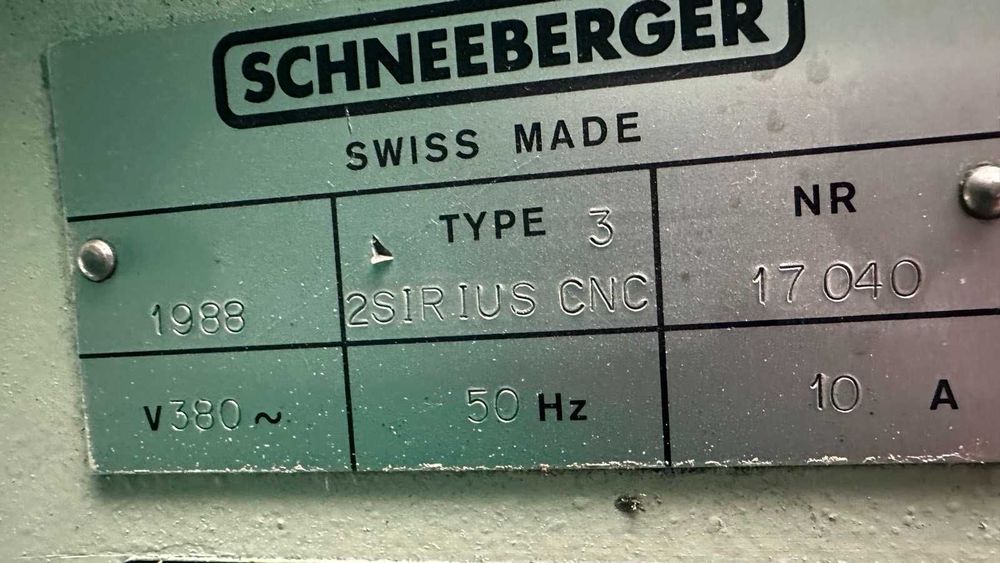 SCHNEEBERGER
SWISS MADE
TYPE 3
NR
1988
2SIRIUS CNC
17 040
V380~
50 Hz
10 A